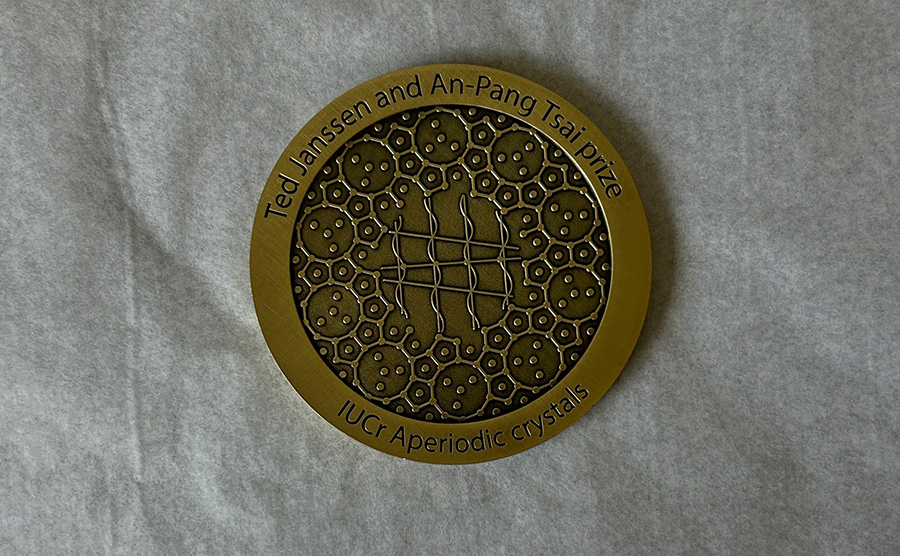 Ted Janssen and An-Pang Tsai prize
IUCr Aperiodic crystals